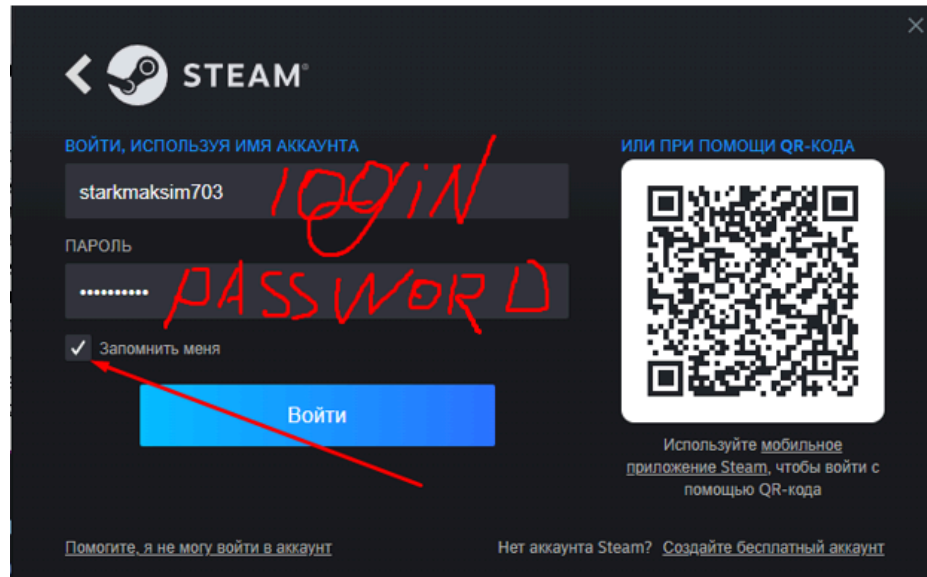 STEAM®
ВОЙТИ, ИСПОЛЬЗУЯ ИМЯ АККАУНТА
starkmaksim703
LOGIN
ПАРОЛЬ
••••••••••
PASSWORD
Запомнить меня
Войти
ИЛИ ПРИ ПОМОЩИ QR-КОДА
Используйте мобильное
приложение Steam, чтобы войти с
помощью QR-кода
Помогите, я не могу войти в аккаунт
Нет аккаунта Steam? Создайте бесплатный аккаунт